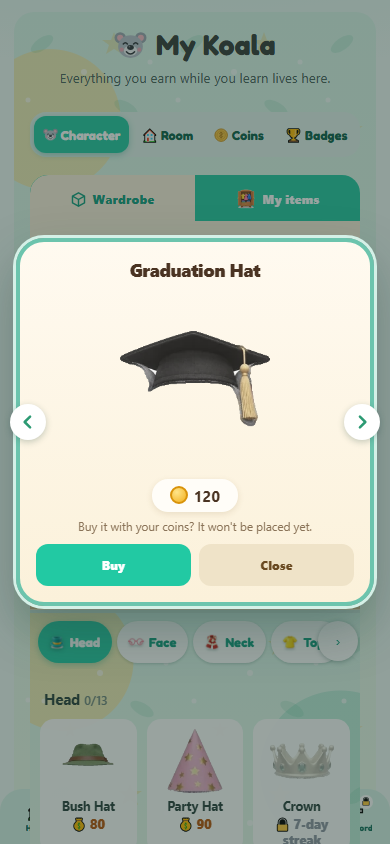 My Koala
Everything you earn while you learn lives here.
Character
Room
Coins
Badges
Wardrobe
My items
Graduation Hat
120
Buy it with your coins? It won't be placed yet.
Buy
Close
Head
Face
Neck
Head 0/13
Bush Hat
Party Hat
Crown
80
90
7-day
streak